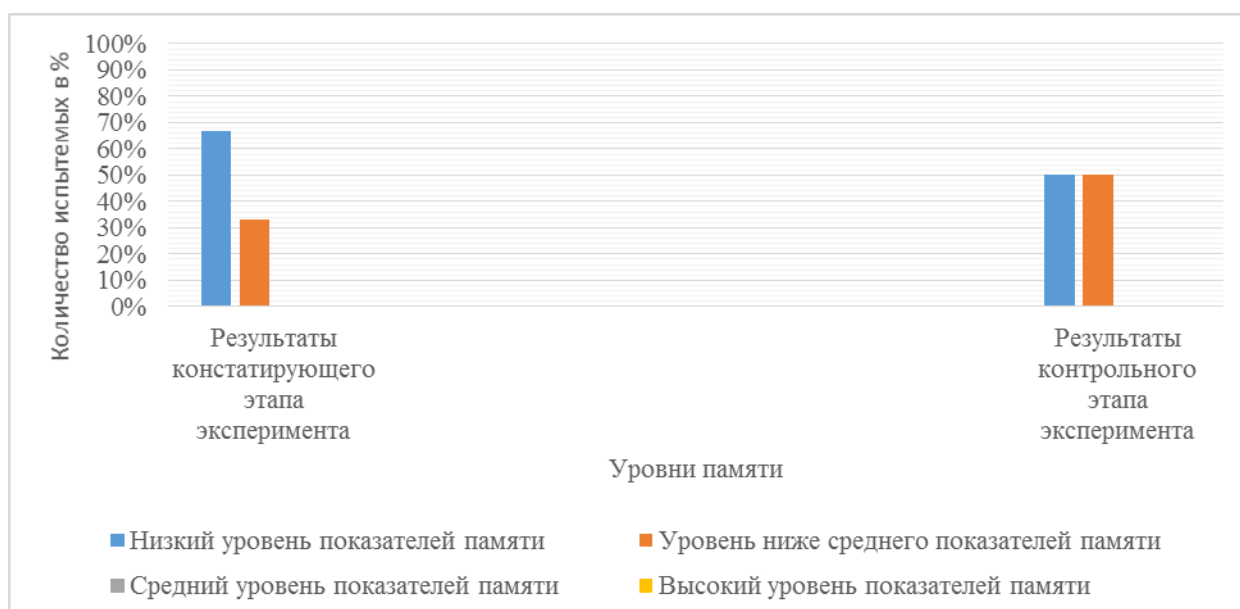 Количество испытемых в %
100%
90%
80%
70%
60%
50%
40%
30%
20%
10%
0%
Результаты
констатирующего
этапа
эксперимента
Результаты
контрольного
этапа
эксперимента
Уровни памяти
Низкий уровень показателей памяти
Уровень ниже среднего показателей памяти
Средний уровень показателей памяти
Высокий уровень показателей памяти